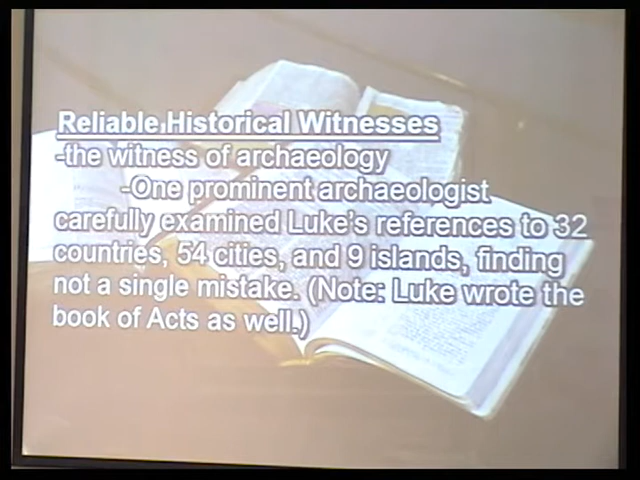 Reliable Historical Witnesses
-the witness of archaeology
-One prominent archaeologist
carefully examined Luke's references to 32
countries, 54 cities, and 9 islands, finding
not a single mistake. (Note: Luke wrote the
book of Acts as well.)